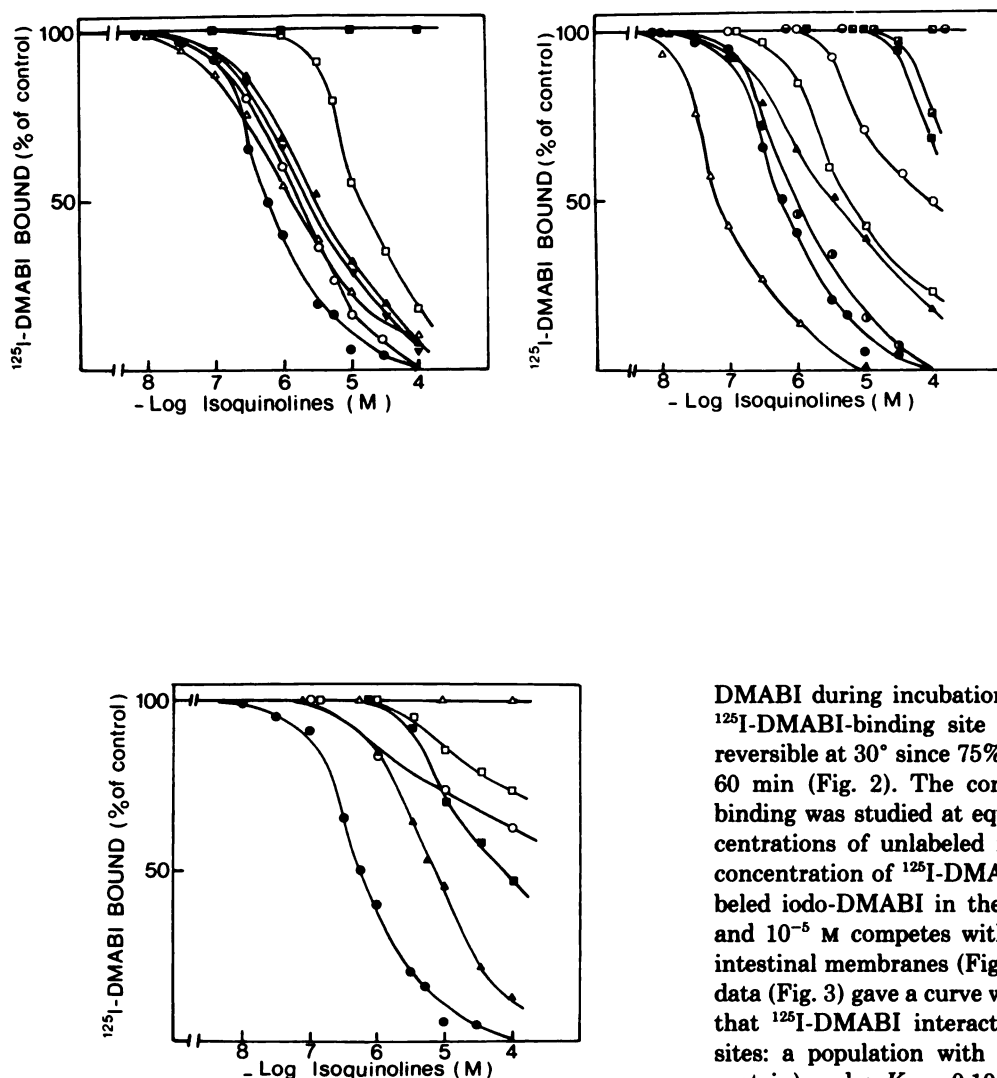 100
50
¹²⁵I-DMABI BOUND (% of control)
8 7 6 5 4
- Log Isoquinolines ( M )
100
50
¹²⁵I-DMABI BOUND (% of control)
8 7 6 5 4
- Log Isoquinolines ( M )
100
50
¹²⁵I-DMABI BOUND (% of control)
8 7 6 5 4
- Log Isoquinolines ( M )
DMABI during incubation
¹²⁵I-DMABI-binding site
reversible at 30° since 75%
60 min (Fig. 2). The con
binding was studied at eq
centrations of unlabeled
concentration of ¹²⁵I-DMA
beled iodo-DMABI in the
and 10⁻⁵ M competes wit
intestinal membranes (Fig
data (Fig. 3) gave a curve w
that ¹²⁵I-DMABI interact
sites: a population with